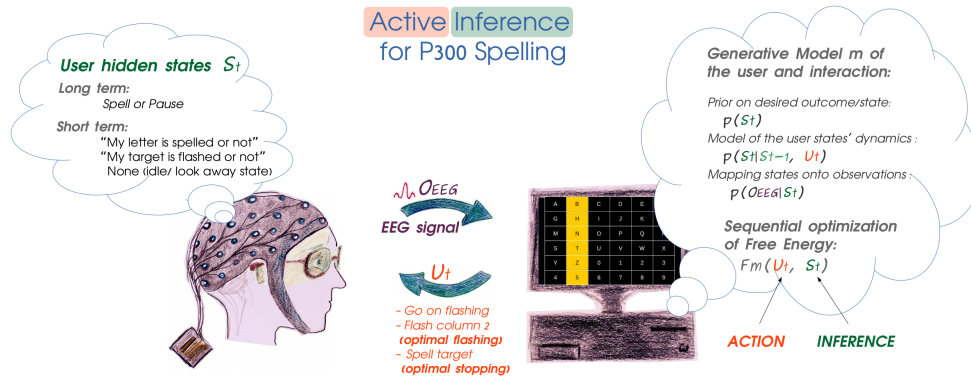 Active Inference
for P300 Spelling
User hidden states St
Long term:
Spell or Pause
Short term:
"My letter is spelled or not"
"My target is flashed or not"
None (idle/ look away state)
OEEG
EEG signal
Ut
- Go on flashing
- Flash column 2
(optimal flashing)
- Spell target
(optimal stopping)
A B C D E
G H I J K
M N O P Q
S T U V W X
Y Z 0 1 2 3
4 5 6 7 8 9
Generative Model m of
the user and interaction:
Prior on desired outcome/state:
p(St)
Model of the user states' dynamics :
p(St|St-1, Ut)
Mapping states onto observations :
p(OEEG|St)
Sequential optimization
of Free Energy:
Fm(Ut, St)
ACTION INFERENCE